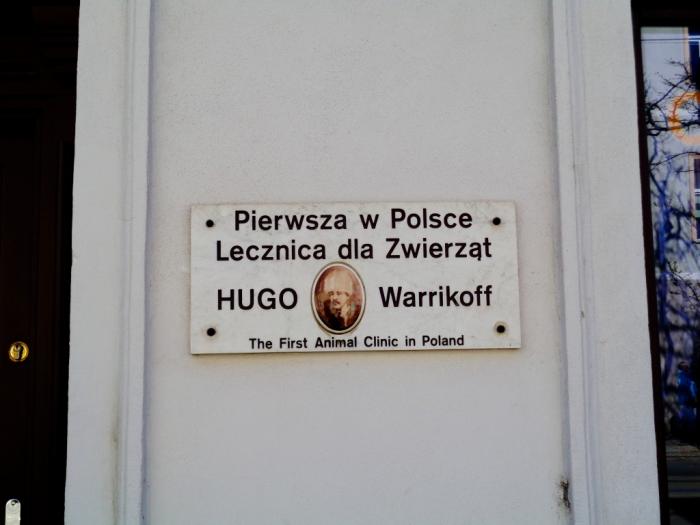 Pierwsza w Polsce
Lecznica dla Zwierząt
HUGO Warrikoff
The First Animal Clinic in Poland